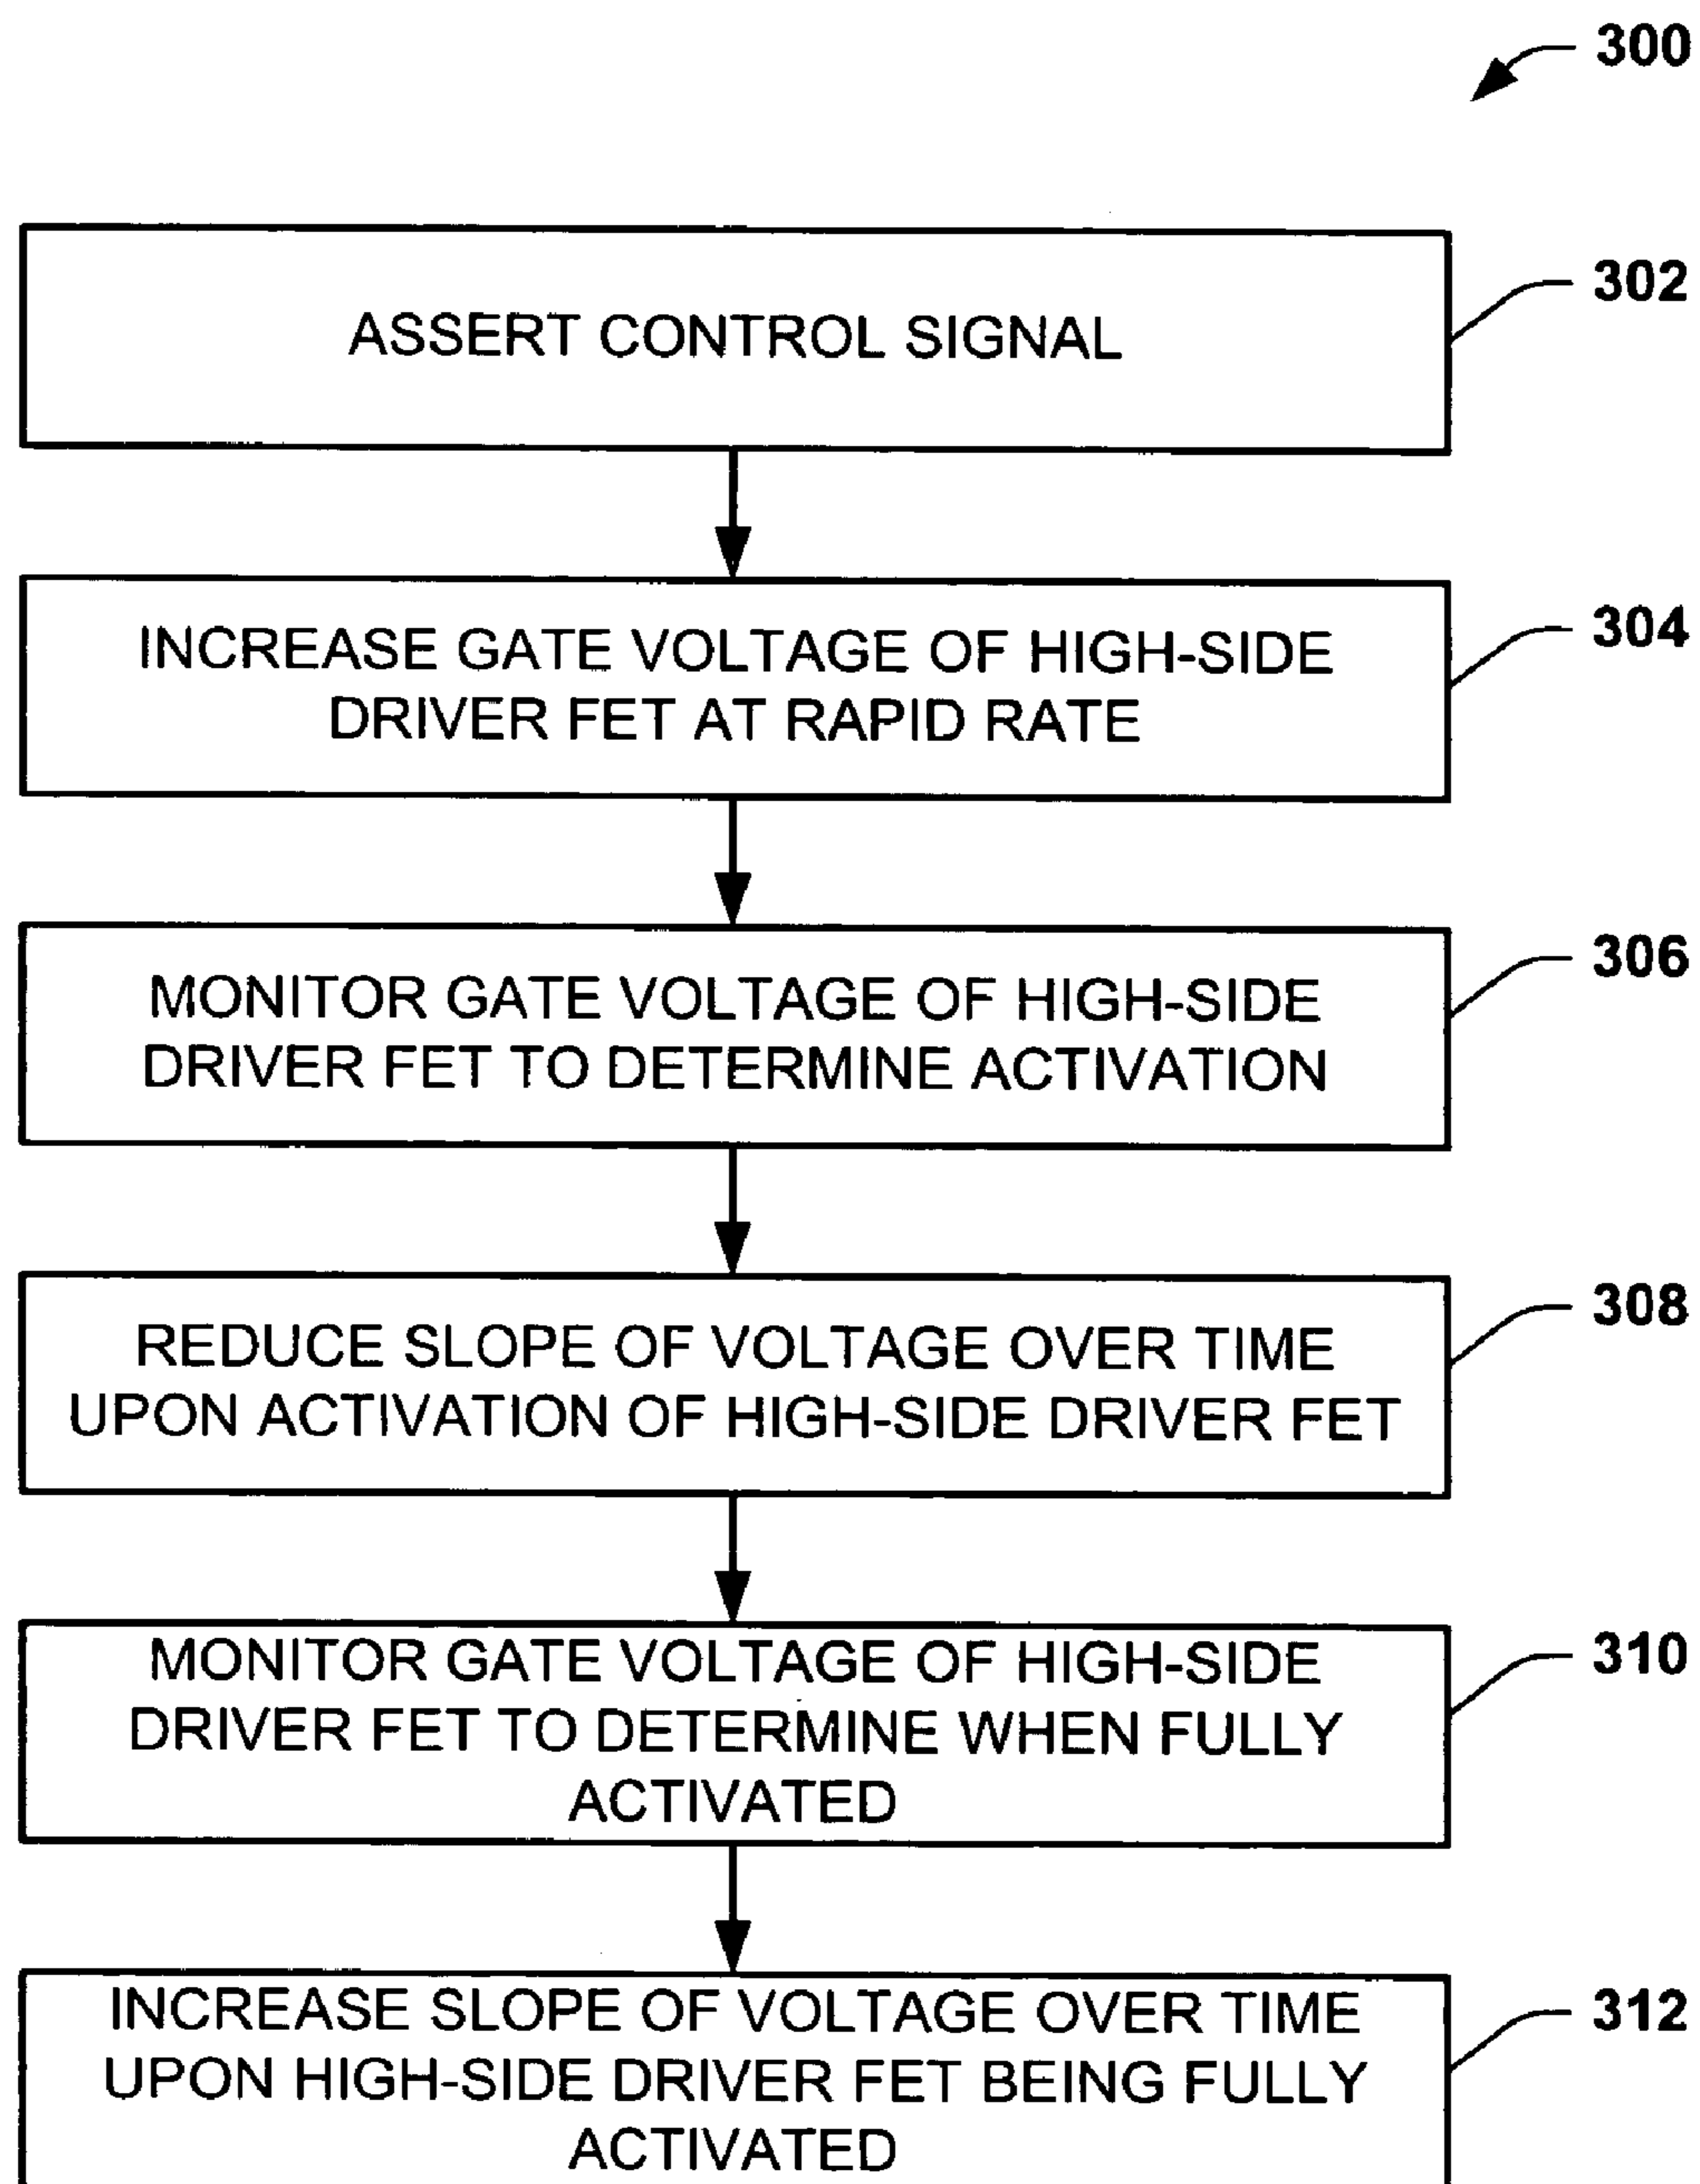 300
302
ASSERT CONTROL SIGNAL
304
INCREASE GATE VOLTAGE OF HIGH-SIDE
DRIVER FET AT RAPID RATE
306
MONITOR GATE VOLTAGE OF HIGH-SIDE
DRIVER FET TO DETERMINE ACTIVATION
308
REDUCE SLOPE OF VOLTAGE OVER TIME
UPON ACTIVATION OF HIGH-SIDE DRIVER FET
310
MONITOR GATE VOLTAGE OF HIGH-SIDE
DRIVER FET TO DETERMINE WHEN FULLY
ACTIVATED
312
INCREASE SLOPE OF VOLTAGE OVER TIME
UPON HIGH-SIDE DRIVER FET BEING FULLY
ACTIVATED